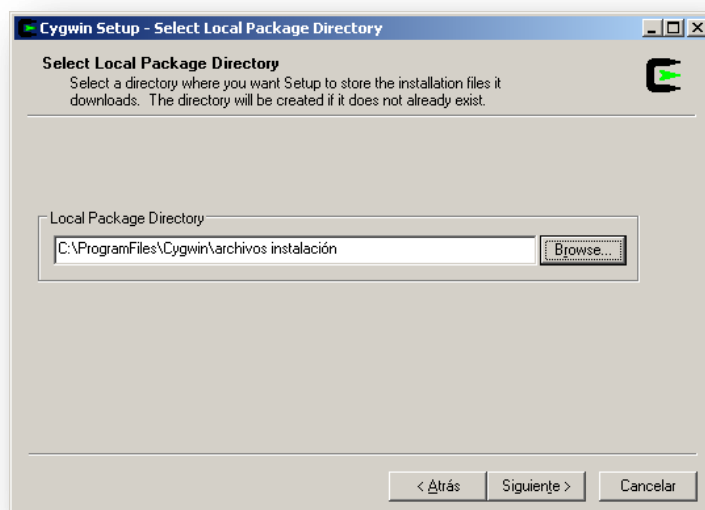 Cygwin Setup - Select Local Package Directory
Select Local Package Directory
Select a directory where you want Setup to store the installation files it
downloads. The directory will be created if it does not already exist.
Local Package Directory
C:\ProgramFiles\Cygwin\archivos instalación
Browse...
< Atrás
Siguiente >
Cancelar